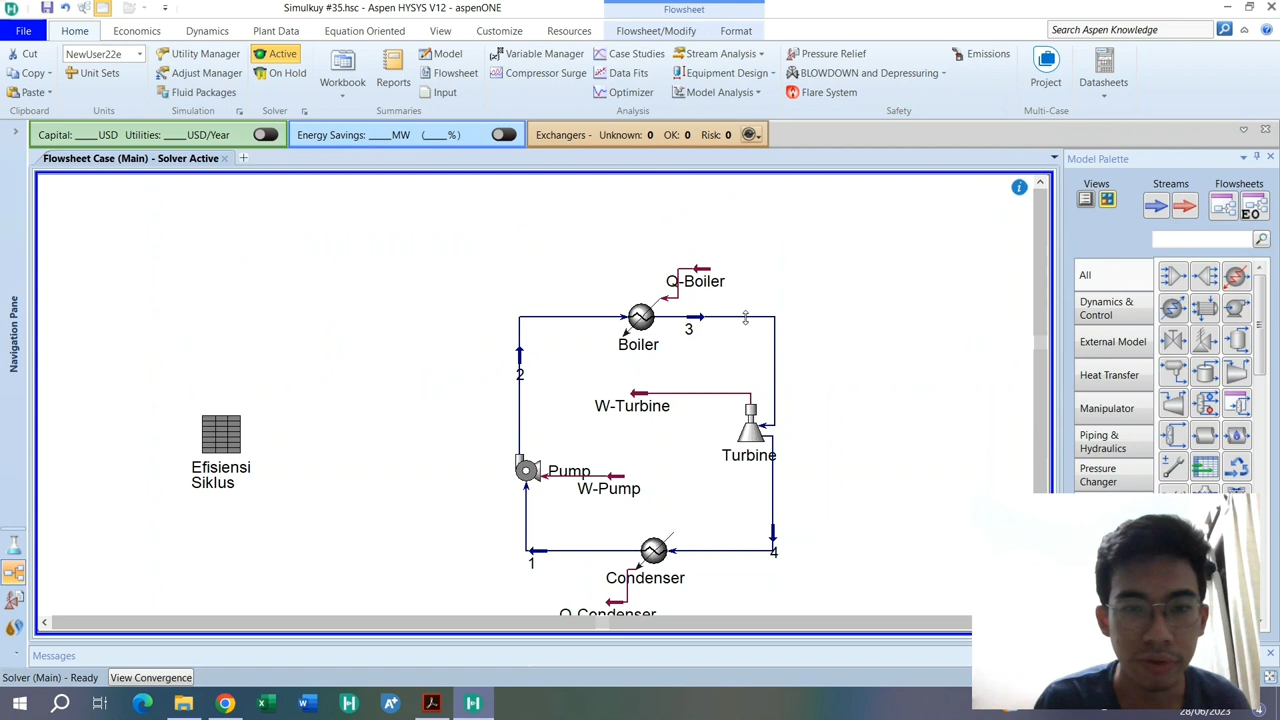 Simulkuy #35.hsc - Aspen HYSYS V12 - aspenONE
Flowsheet
File
Home
Economics
Dynamics
Plant Data
Equation Oriented
View
Customize
Resources
Flowsheet/Modify
Format
Search Aspen Knowledge
Cut
NewUser22e
Utility Manager
Active
Model
Variable Manager
Case Studies
Stream Analysis
Pressure Relief
Emissions
Copy
Unit Sets
Adjust Manager
On Hold
Workbook
Reports
Flowsheet
Compressor Surge
Data Fits
Equipment Design
BLOWDOWN and Depressuring
Project
Datasheets
Paste
Fluid Packages
Input
Optimizer
Model Analysis
Flare System
Clipboard
Units
Simulation
Solver
Summaries
Analysis
Safety
Multi-Case
Capital: ____USD Utilities: ____USD/Year
Energy Savings: ____MW (____%)
Exchangers - Unknown: 0 OK: 0 Risk: 0
Flowsheet Case (Main) - Solver Active
Model Palette
Views
Streams
Flowsheets
EO
All
Dynamics &
Control
External Model
Heat Transfer
Manipulator
Piping &
Hydraulics
Pressure
Changer
Navigation Pane
Q-Boiler
3
Boiler
2
W-Turbine
Turbine
Efisiensi
Siklus
Pump
W-Pump
1
4
Condenser
Q-Condenser
Messages
Solver (Main) - Ready
View Convergence
28/06/2023